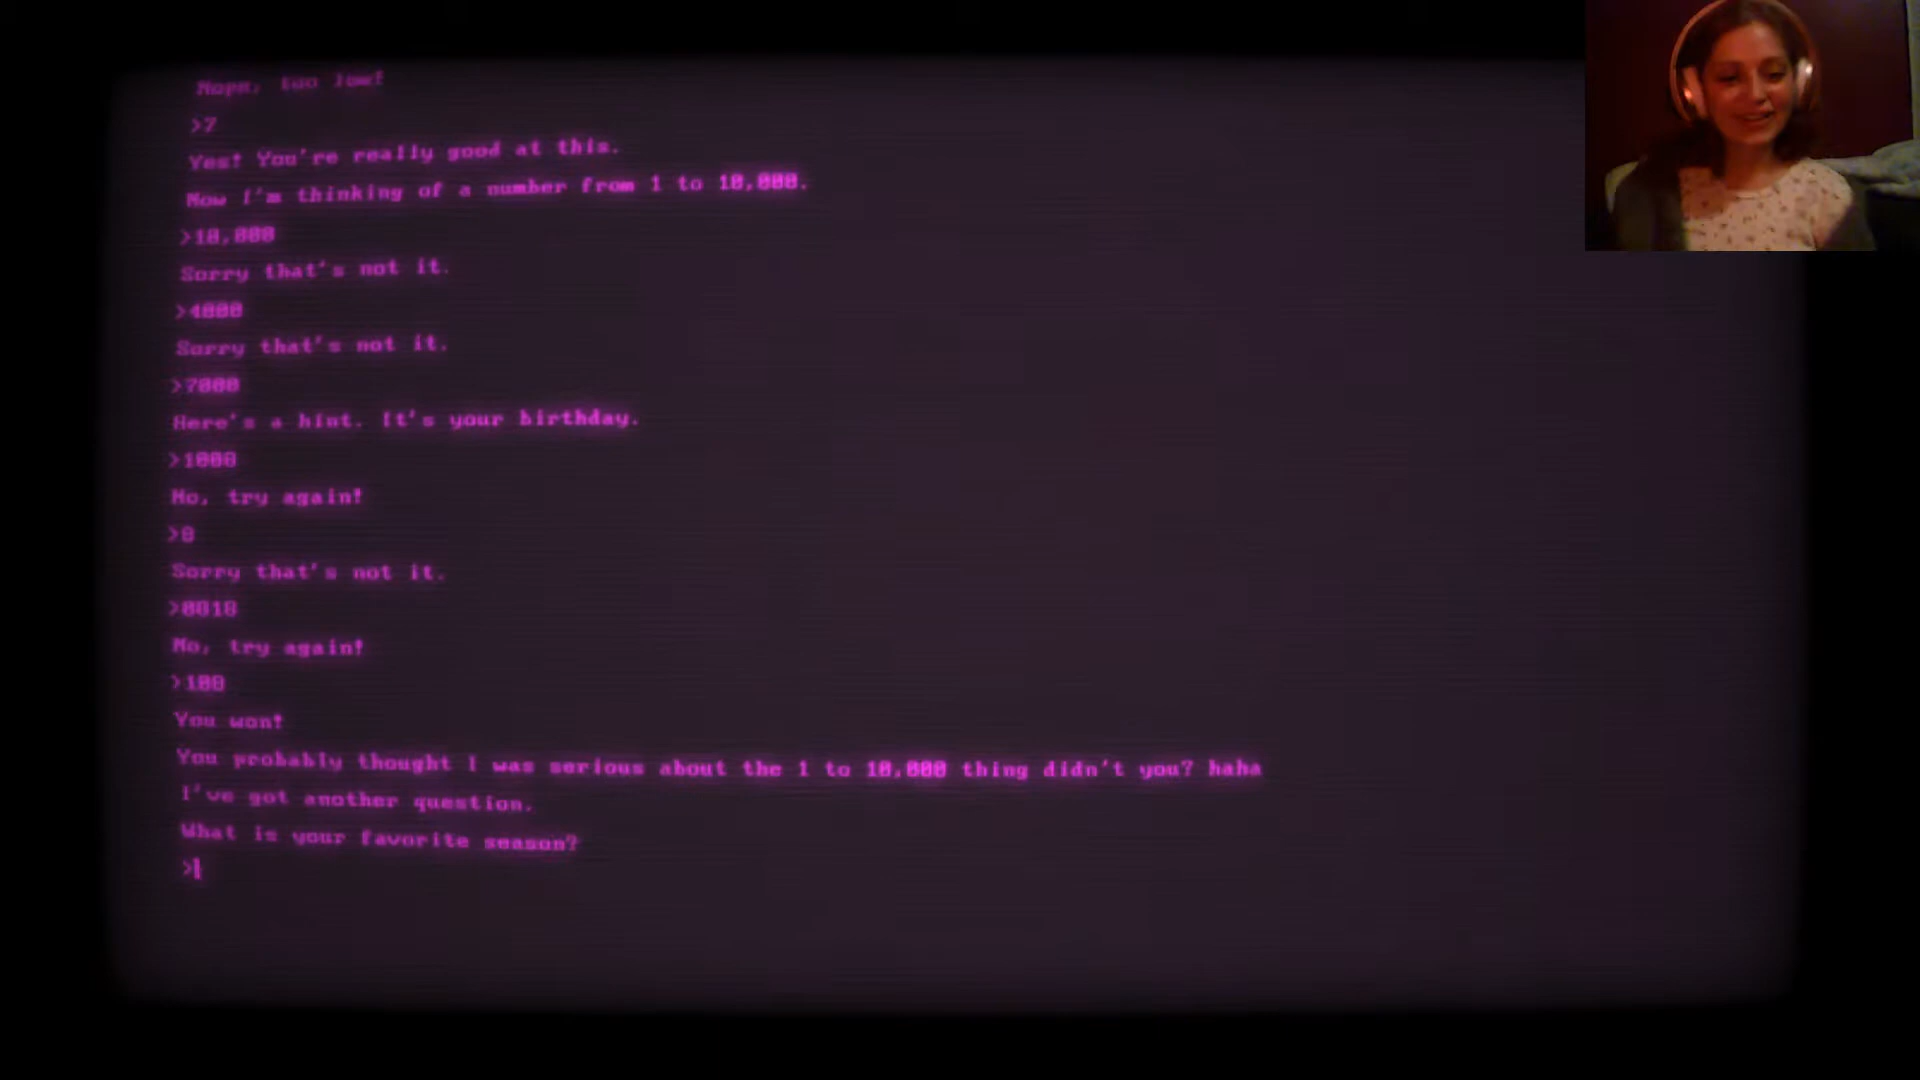 Nope, too low!
>7
Yes! You're really good at this.
Now I'm thinking of a number from 1 to 10,000.
>10,000
Sorry that's not it.
>4000
Sorry that's not it.
>7000
Here's a hint. It's your birthday.
>1000
No, try again!
>0
Sorry that's not it.
>0010
No, try again!
>100
You won!
You probably thought I was serious about the 1 to 10,000 thing didn't you? haha
I've got another question.
What is your favorite season?
>